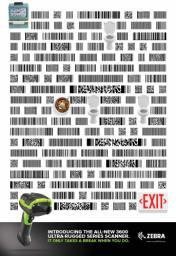 EXIT
INTRODUCING THE ALL-NEW 3600
ULTRA-RUGGED SERIES SCANNER.
IT ONLY TAKES A BREAK WHEN YOU DO.
ZEBRA